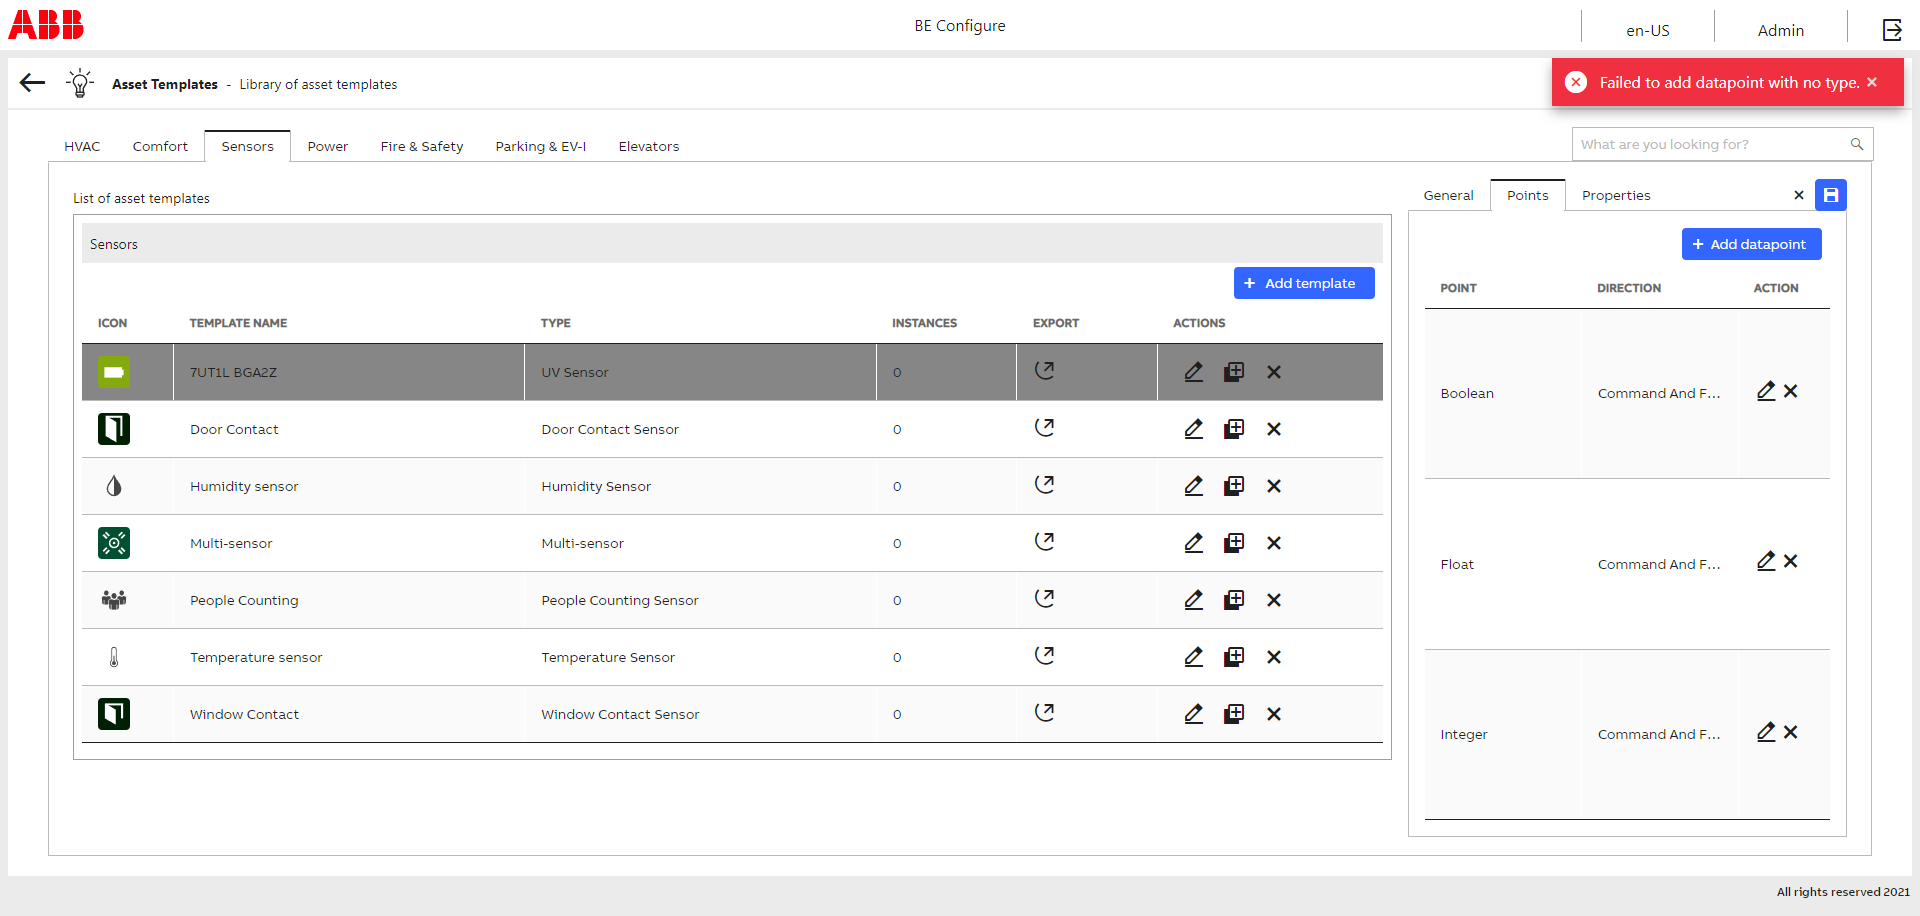 ABB
BE Configure
en-US
Admin
Asset Templates - Library of asset templates
Failed to add datapoint with no type.
HVAC
Comfort
Sensors
Power
Fire & Safety
Parking & EV-I
Elevators
What are you looking for?
List of asset templates
Sensors
+ Add template
ICON TEMPLATE NAME TYPE INSTANCES EXPORT ACTIONS
7UT1L BGA2Z UV Sensor 0
Door Contact Door Contact Sensor 0
Humidity sensor Humidity Sensor 0
Multi-sensor Multi-sensor 0
People Counting People Counting Sensor 0
Temperature sensor Temperature Sensor 0
Window Contact Window Contact Sensor 0
General
Points
Properties
+ Add datapoint
POINT DIRECTION ACTION
Boolean Command And F...
Float Command And F...
Integer Command And F...
All rights reserved 2021